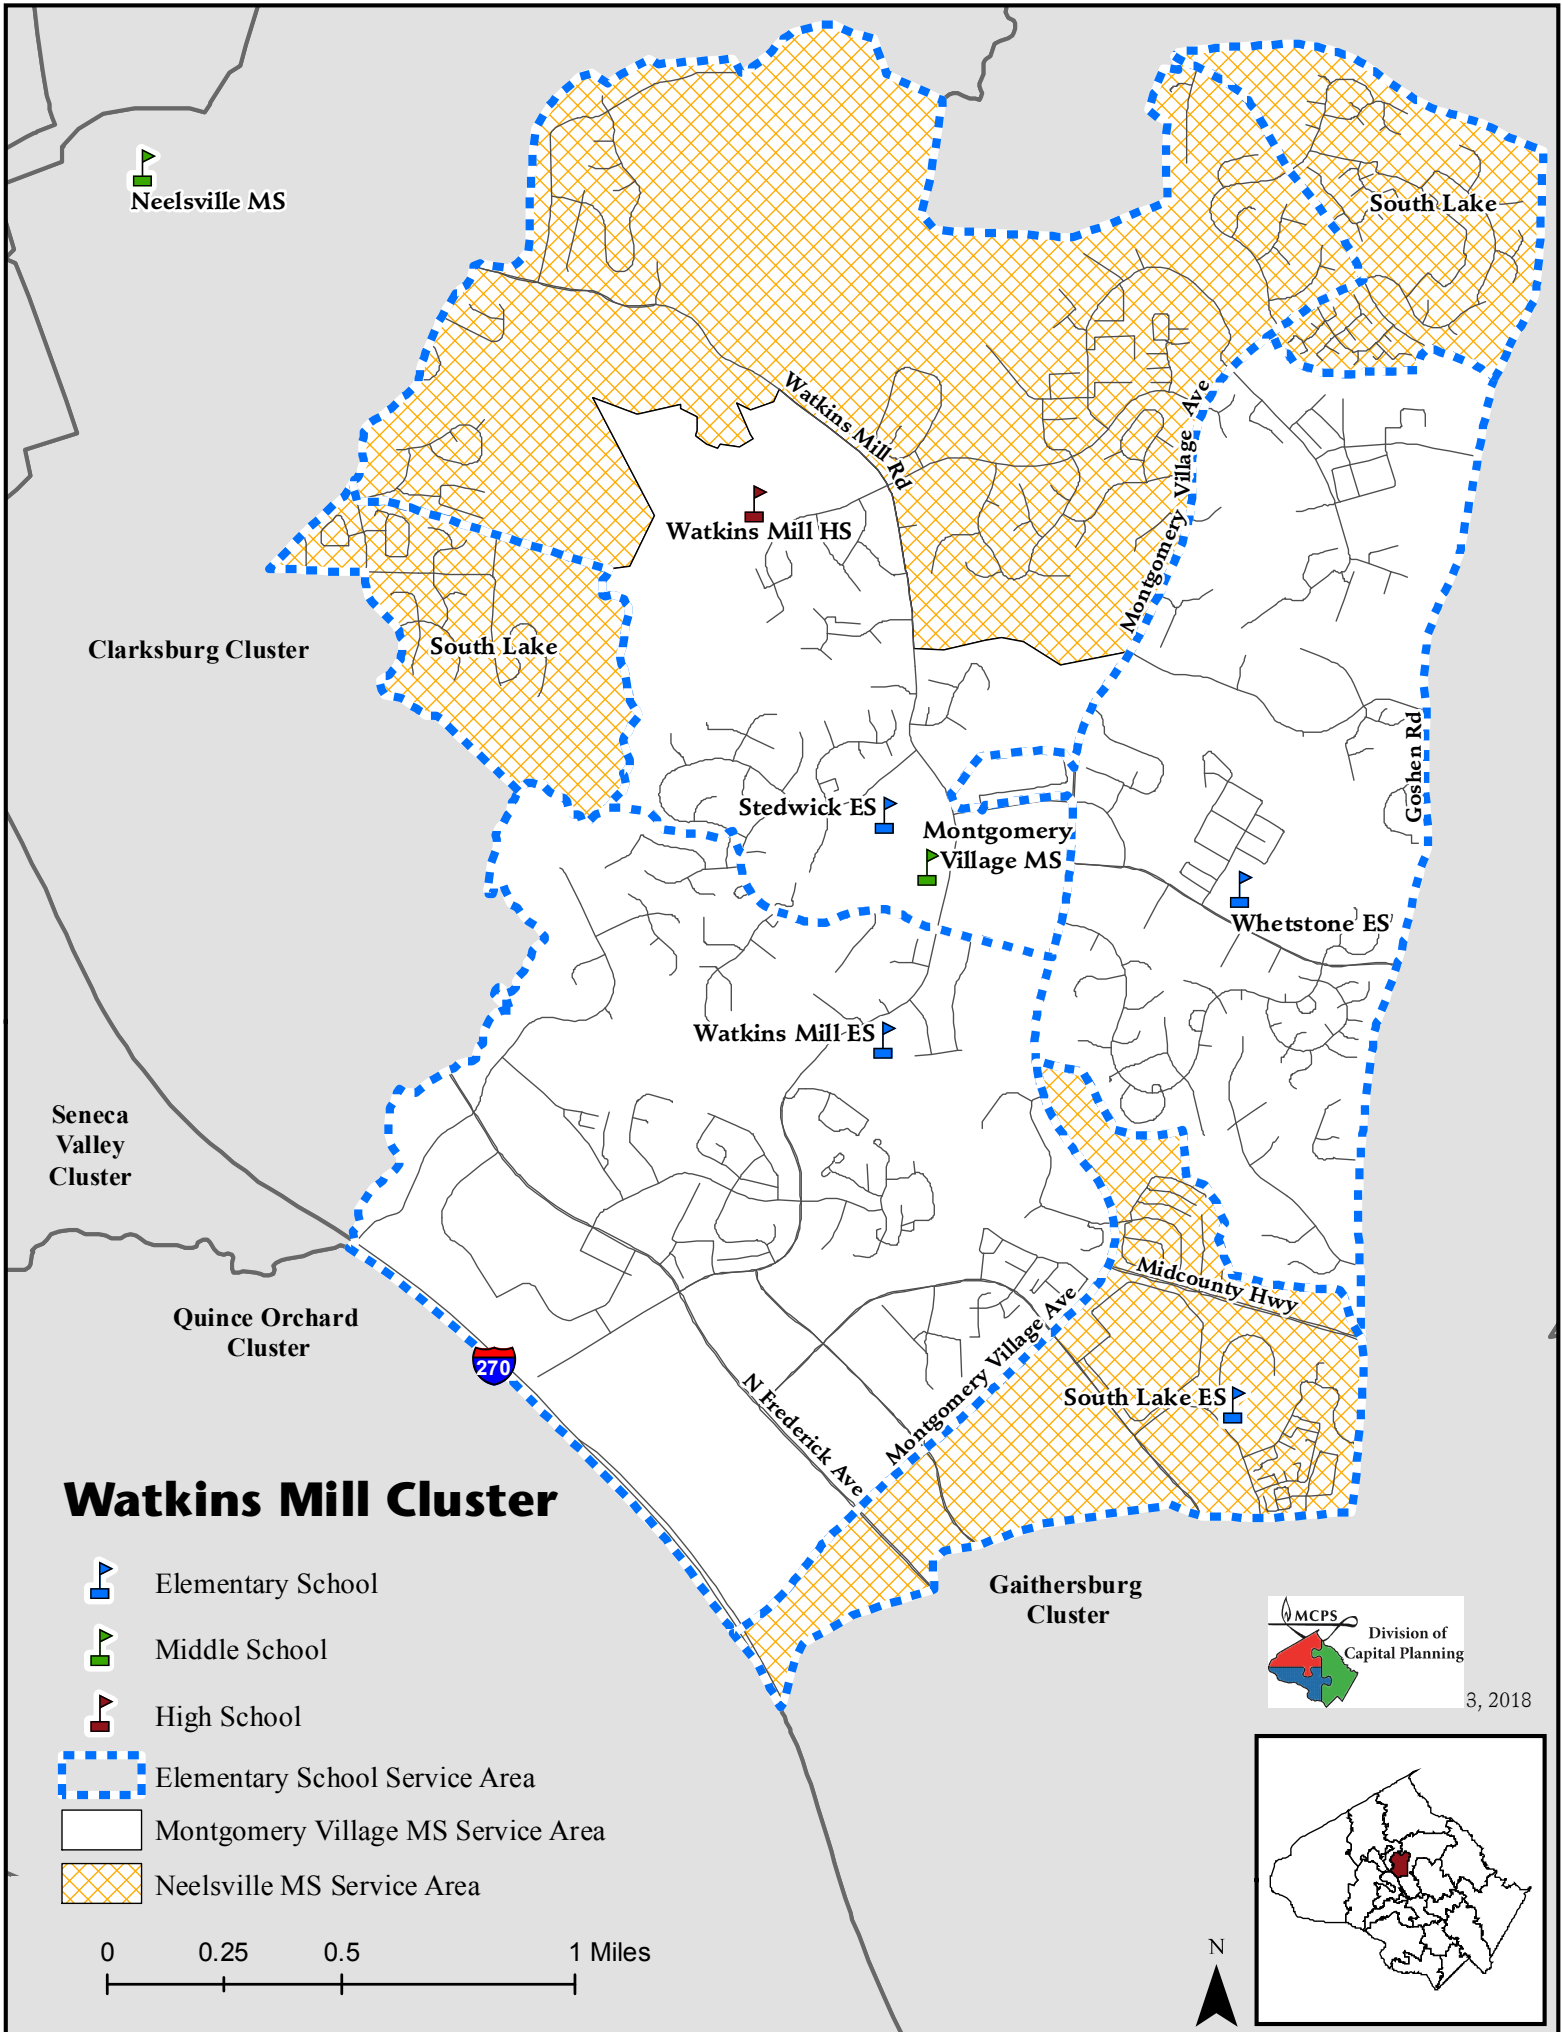 Neelsville MS
South Lake
Watkins Mill Rd
Montgomery Village Ave
Watkins Mill HS
Clarksburg Cluster
South Lake
Goshen Rd
Stedwick ES
Montgomery
Village MS
Whetstone ES
Watkins Mill ES
Seneca
Valley
Cluster
Midcounty Hwy
Quince Orchard
Cluster
270
Montgomery Village Ave
N Frederick Ave
South Lake ES
Watkins Mill Cluster
Gaithersburg
Cluster
Elementary School
Middle School
High School
Elementary School Service Area
Montgomery Village MS Service Area
Neelsville MS Service Area
MCPS
Division of
Capital Planning
3, 2018
0 0.25 0.5 1 Miles
N